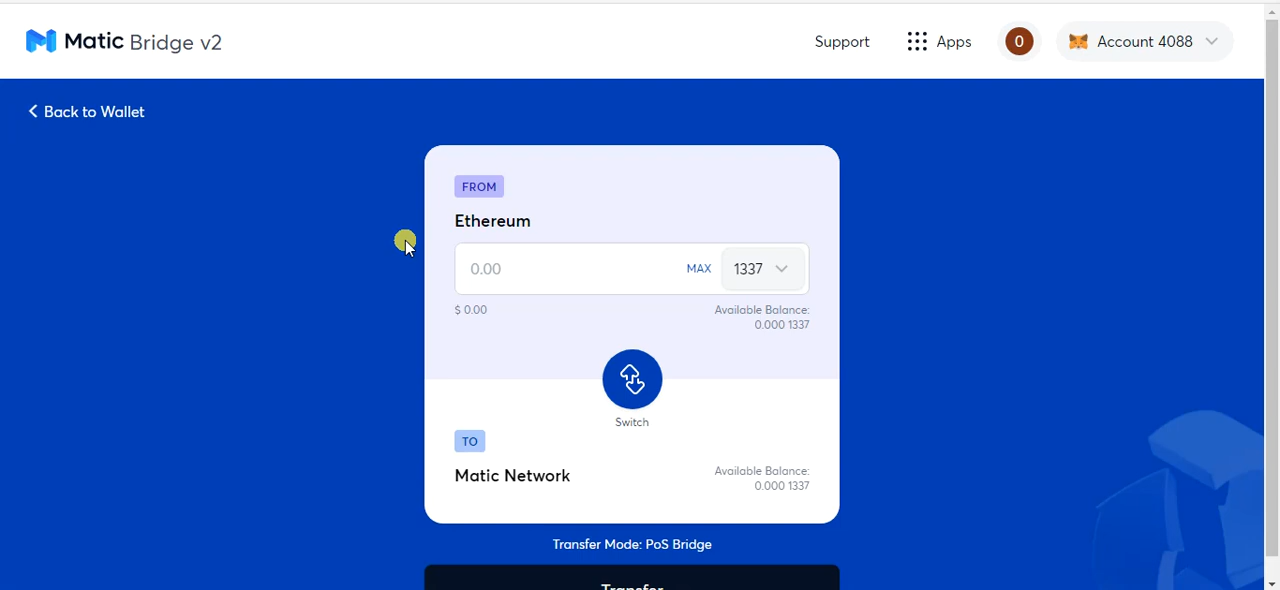 Matic Bridge v2
Support
Apps
0
Account 4088
Back to Wallet
FROM
Ethereum
0.00
MAX
1337
$ 0.00
Available Balance:
0.000 1337
Switch
TO
Matic Network
Available Balance:
0.000 1337
Transfer Mode: PoS Bridge
Transfer